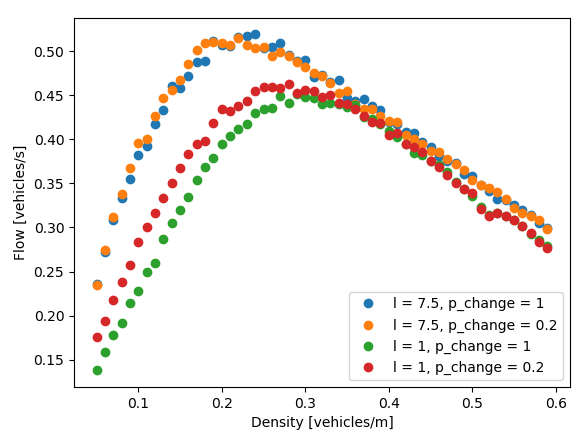 0.50
0.45
0.40
0.35
0.30
0.25
0.20
0.15
Flow [vehicles/s]
l = 7.5, p_change = 1
l = 7.5, p_change = 0.2
l = 1, p_change = 1
l = 1, p_change = 0.2
0.1 0.2 0.3 0.4 0.5 0.6
Density [vehicles/m]